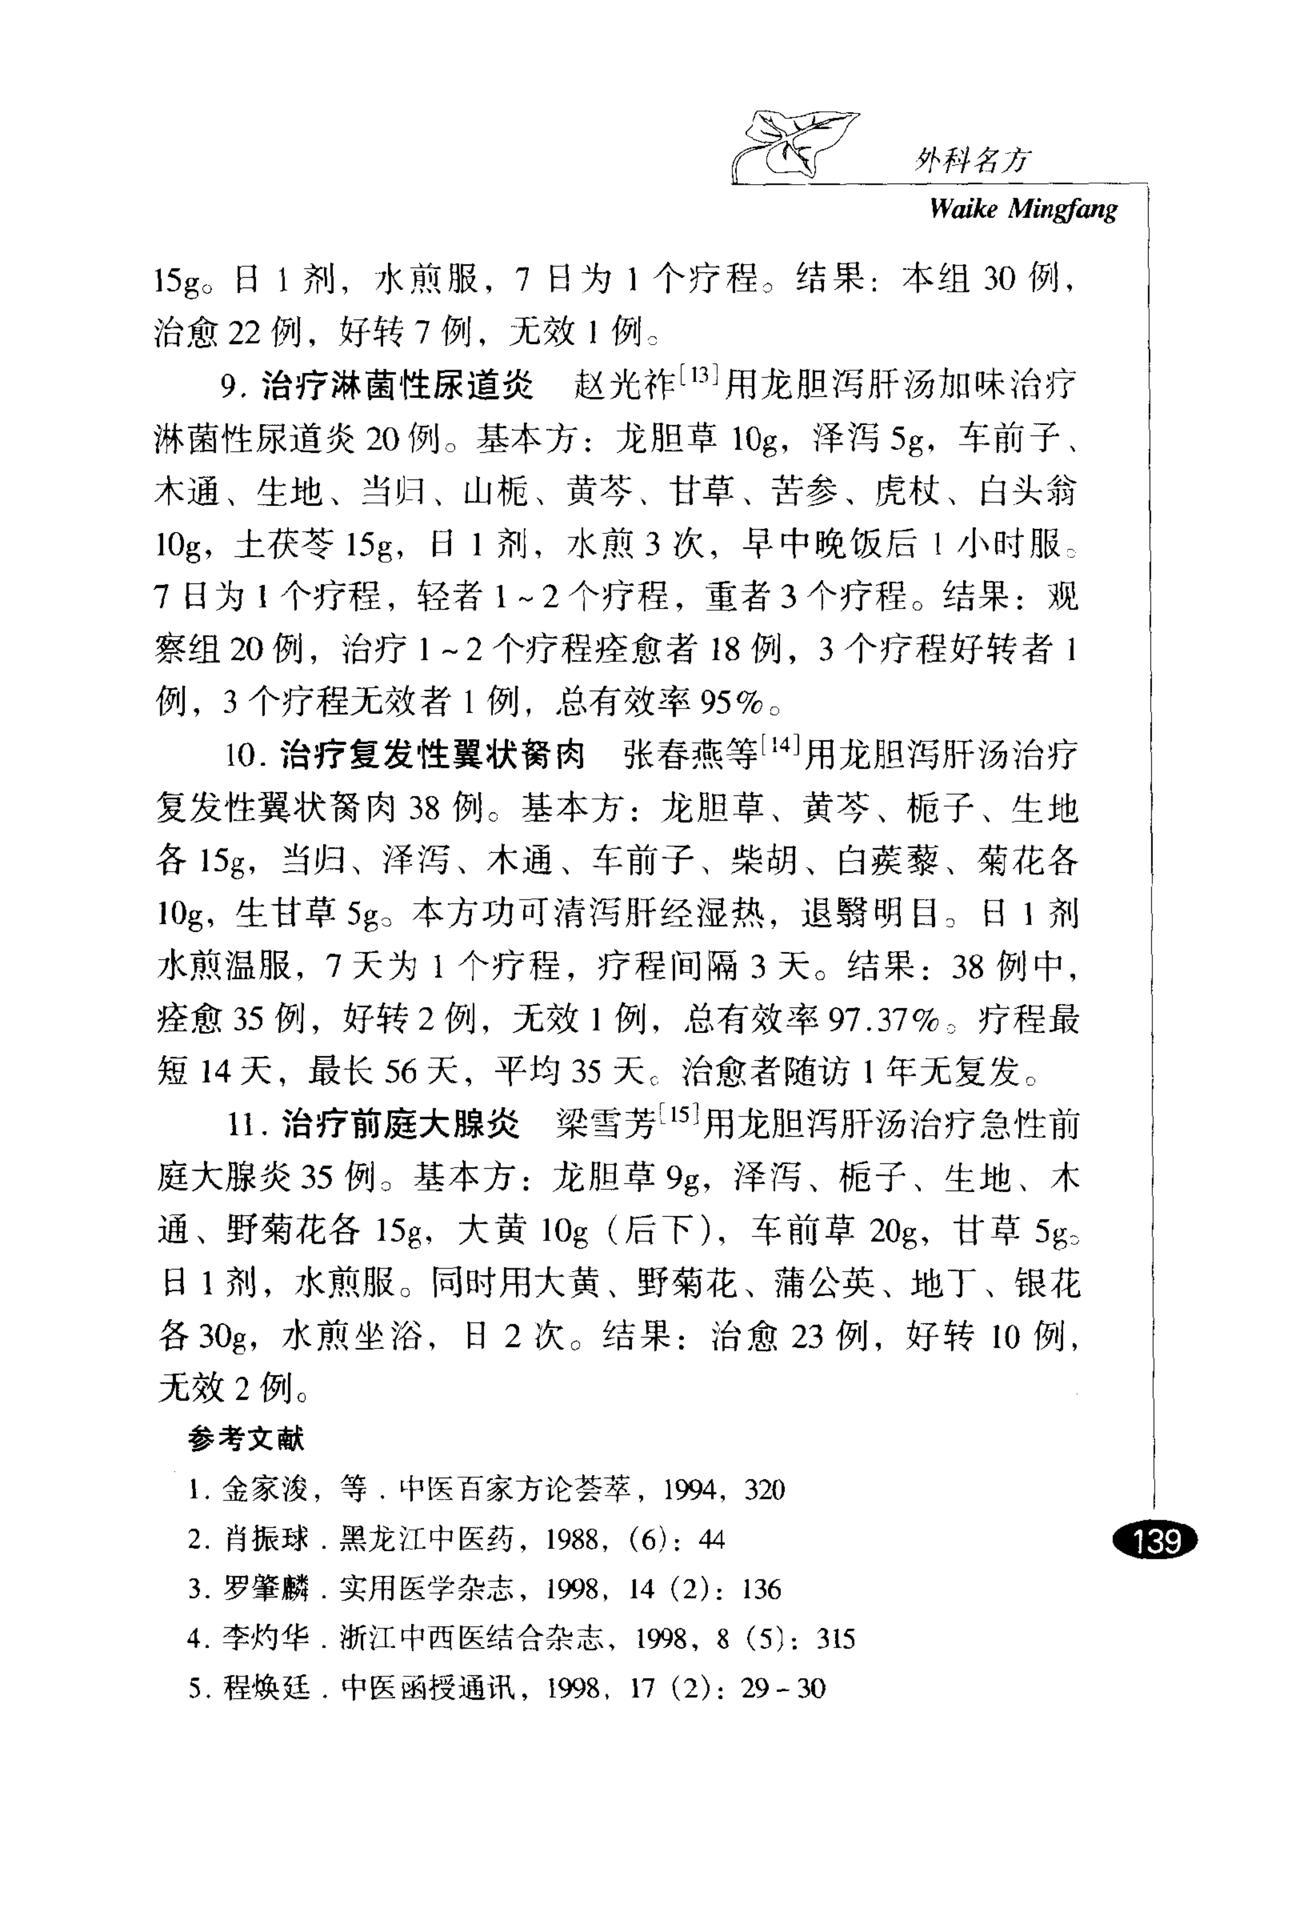 外科名方
Waike Mingfang
15g。日 1 剂，水煎服，7 日为 1 个疗程。结果：本组 30 例，
治愈 22 例，好转 7 例，无效 1 例。
9. 治疗淋菌性尿道炎　赵光祚[13]用龙胆泻肝汤加味治疗
淋菌性尿道炎 20 例。基本方：龙胆草 10g，泽泻 5g，车前子、
木通、生地、当归、山栀、黄芩、甘草、苦参、虎杖、白头翁
10g，土茯苓 15g，日 1 剂，水煎 3 次，早中晚饭后 1 小时服。
7 日为 1 个疗程，轻者 1～2 个疗程，重者 3 个疗程。结果：观
察组 20 例，治疗 1～2 个疗程痊愈者 18 例，3 个疗程好转者 1
例，3 个疗程无效者 1 例，总有效率 95%。
10. 治疗复发性翼状胬肉　张春燕等[14]用龙胆泻肝汤治疗
复发性翼状胬肉 38 例。基本方：龙胆草、黄芩、栀子、生地
各 15g，当归、泽泻、木通、车前子、柴胡、白蒺藜、菊花各
10g，生甘草 5g。本方功可清泻肝经湿热，退翳明目。日 1 剂
水煎温服，7 天为 1 个疗程，疗程间隔 3 天。结果：38 例中，
痊愈 35 例，好转 2 例，无效 1 例，总有效率 97.37%。疗程最
短 14 天，最长 56 天，平均 35 天。治愈者随访 1 年无复发。
11. 治疗前庭大腺炎　梁雪芳[15]用龙胆泻肝汤治疗急性前
庭大腺炎 35 例。基本方：龙胆草 9g，泽泻、栀子、生地、木
通、野菊花各 15g，大黄 10g（后下），车前草 20g，甘草 5g。
日 1 剂，水煎服。同时用大黄、野菊花、蒲公英、地丁、银花
各 30g，水煎坐浴，日 2 次。结果：治愈 23 例，好转 10 例，
无效 2 例。
参考文献
1. 金家浚，等．中医百家方论荟萃，1994，320
2. 肖振球．黑龙江中医药，1988，(6)：44
139
3. 罗肇麟．实用医学杂志，1998，14 (2)：136
4. 李灼华．浙江中西医结合杂志，1998，8 (5)：315
5. 程焕廷．中医函授通讯，1998，17 (2)：29－30